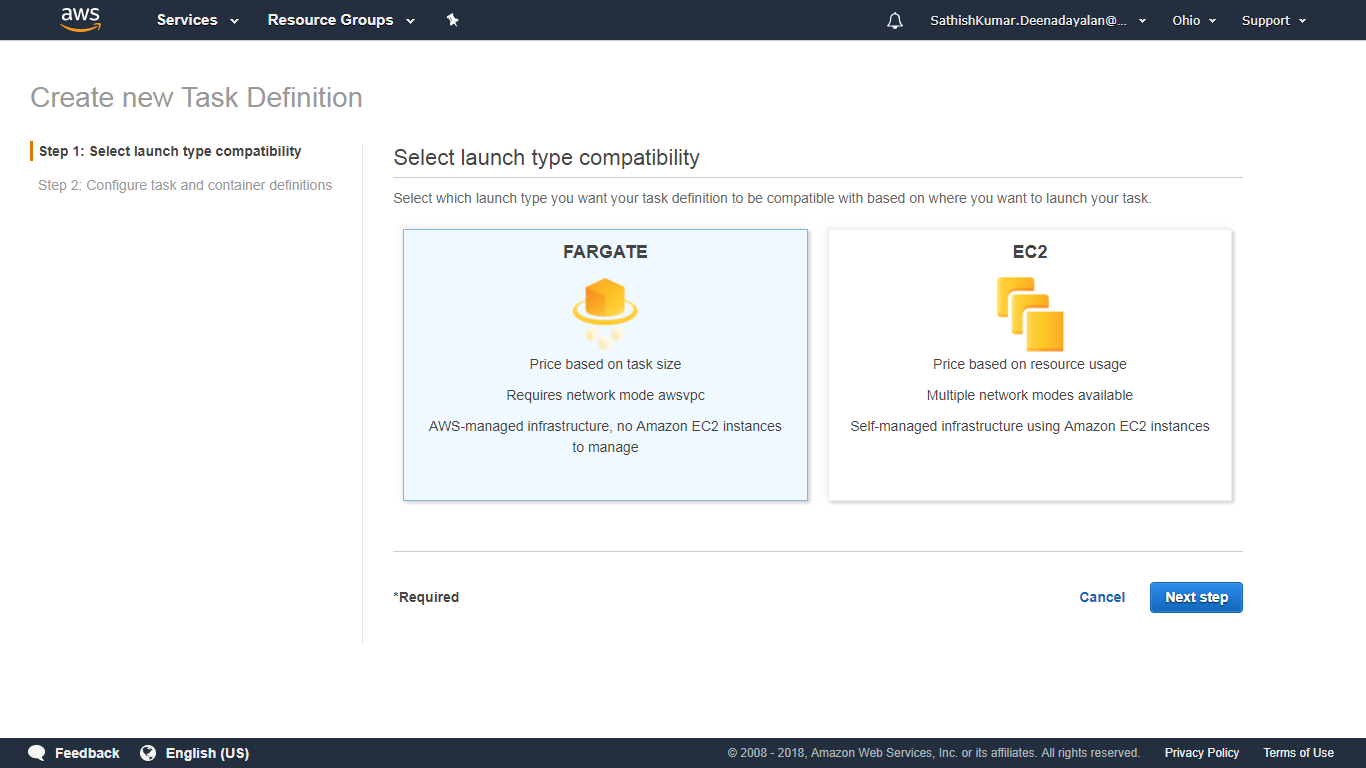 aws Services Resource Groups SathishKumar.Deenadayalan@... Ohio Support
Create new Task Definition
Step 1: Select launch type compatibility
Step 2: Configure task and container definitions
Select launch type compatibility
Select which launch type you want your task definition to be compatible with based on where you want to launch your task.
FARGATE
Price based on task size
Requires network mode awsvpc
AWS-managed infrastructure, no Amazon EC2 instances
to manage
EC2
Price based on resource usage
Multiple network modes available
Self-managed infrastructure using Amazon EC2 instances
*Required
Cancel Next step
Feedback English (US) © 2008 - 2018, Amazon Web Services, Inc. or its affiliates. All rights reserved. Privacy Policy Terms of Use